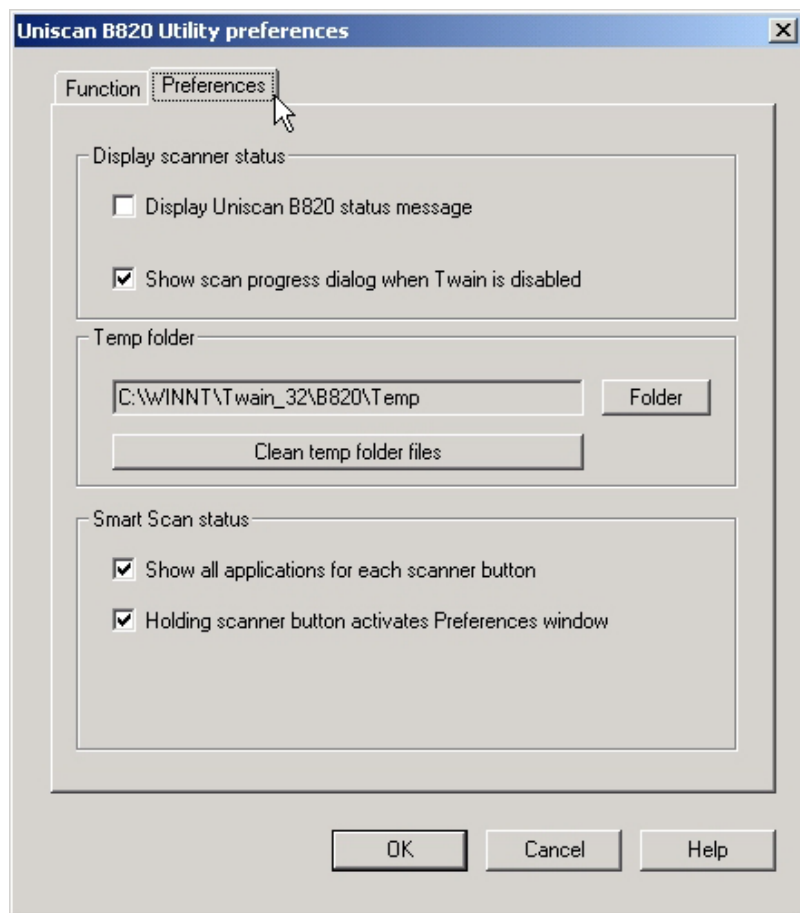 Uniscan B820 Utility preferences
Function Preferences
Display scanner status
Display Uniscan B820 status message
Show scan progress dialog when Twain is disabled
Temp folder
C:\WINNT\Twain_32\B820\Temp Folder
Clean temp folder files
Smart Scan status
Show all applications for each scanner button
Holding scanner button activates Preferences window
OK Cancel Help